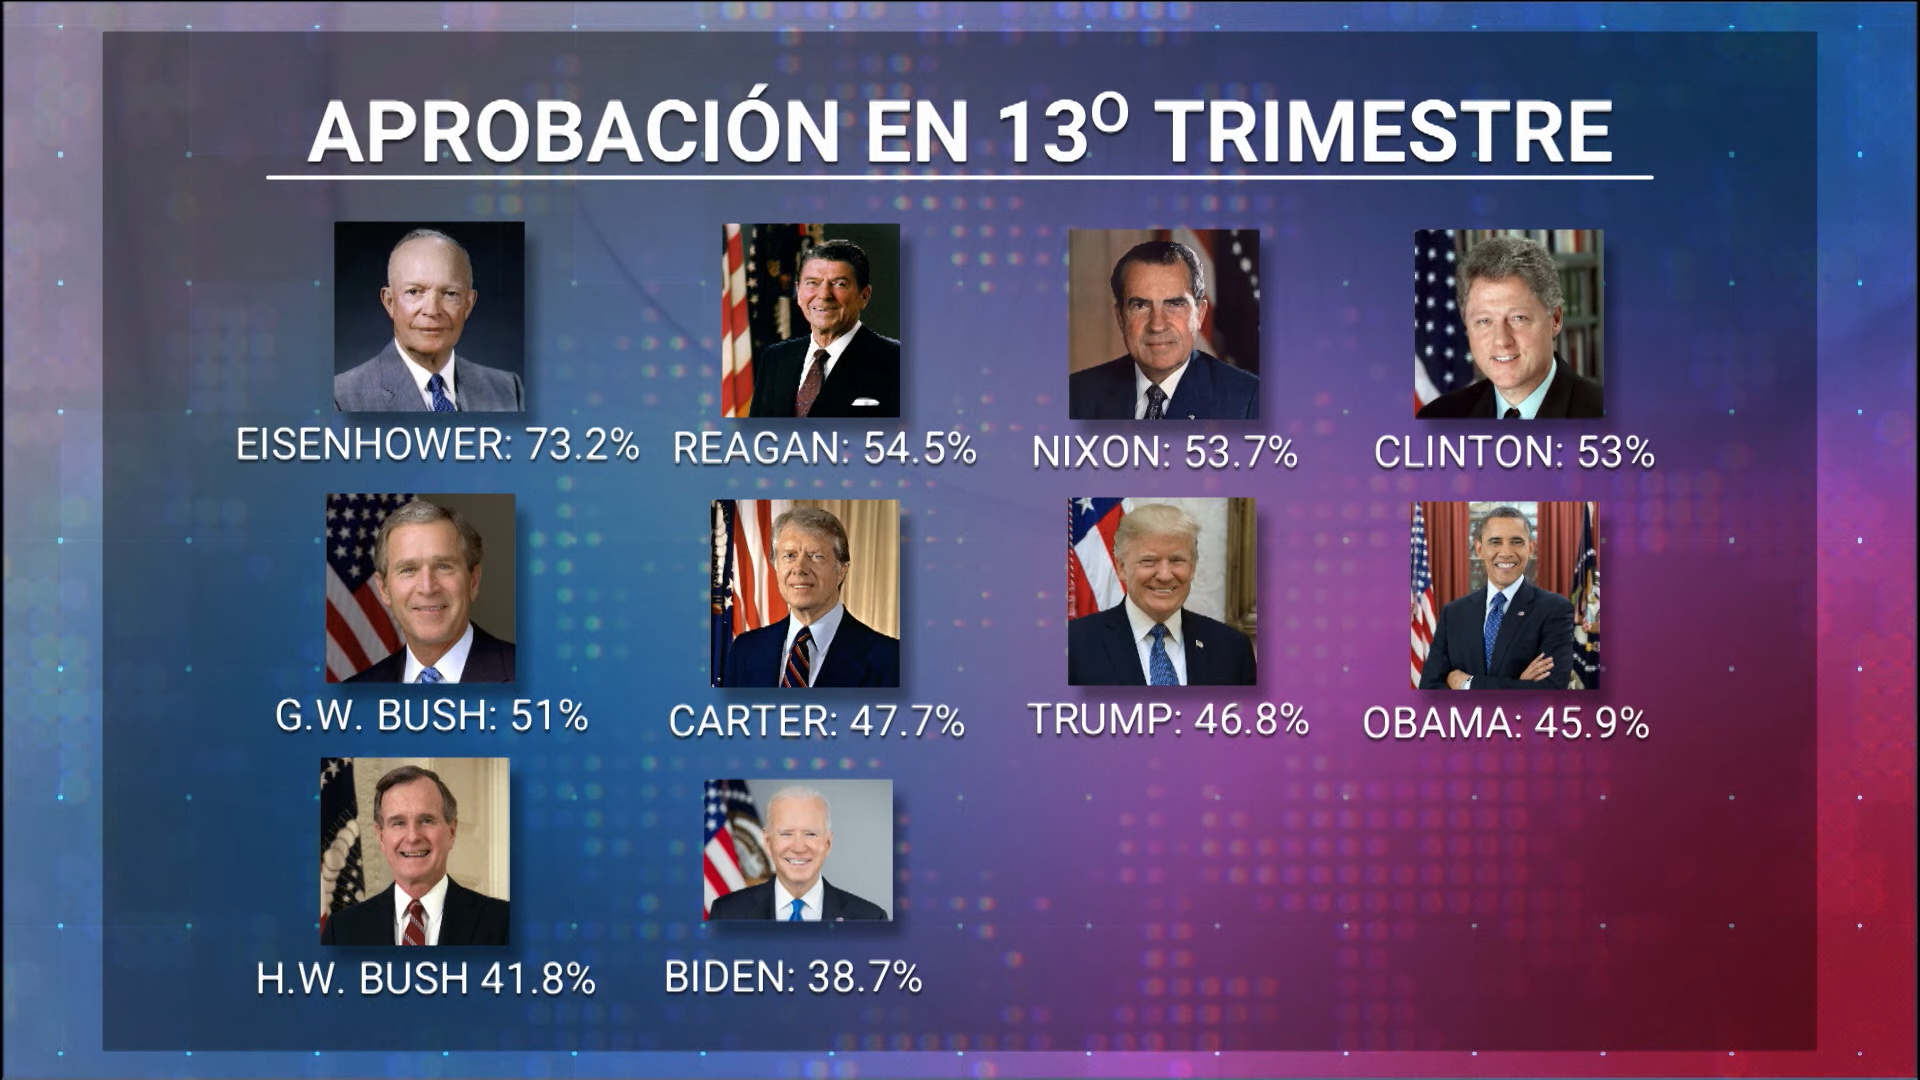 APROBACIÓN EN 13º TRIMESTRE
EISENHOWER: 73.2%
REAGAN: 54.5%
NIXON: 53.7%
CLINTON: 53%
G.W. BUSH: 51%
CARTER: 47.7%
TRUMP: 46.8%
OBAMA: 45.9%
H.W. BUSH 41.8%
BIDEN: 38.7%